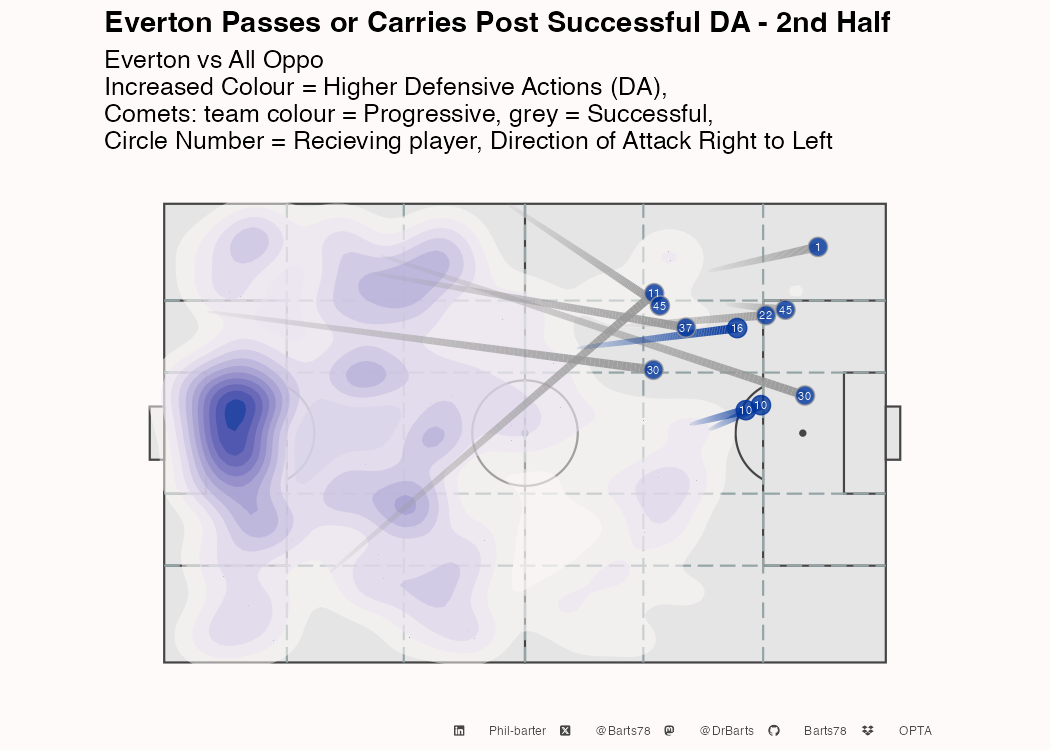 Everton Passes or Carries Post Successful DA - 2nd Half
Everton vs All Oppo
Increased Colour = Higher Defensive Actions (DA),
Comets: team colour = Progressive, grey = Successful,
Circle Number = Recieving player, Direction of Attack Right to Left
1
11
45
45
22
37
16
30
30
10
10
Phil-barter @Barts78 @DrBarts Barts78 OPTA